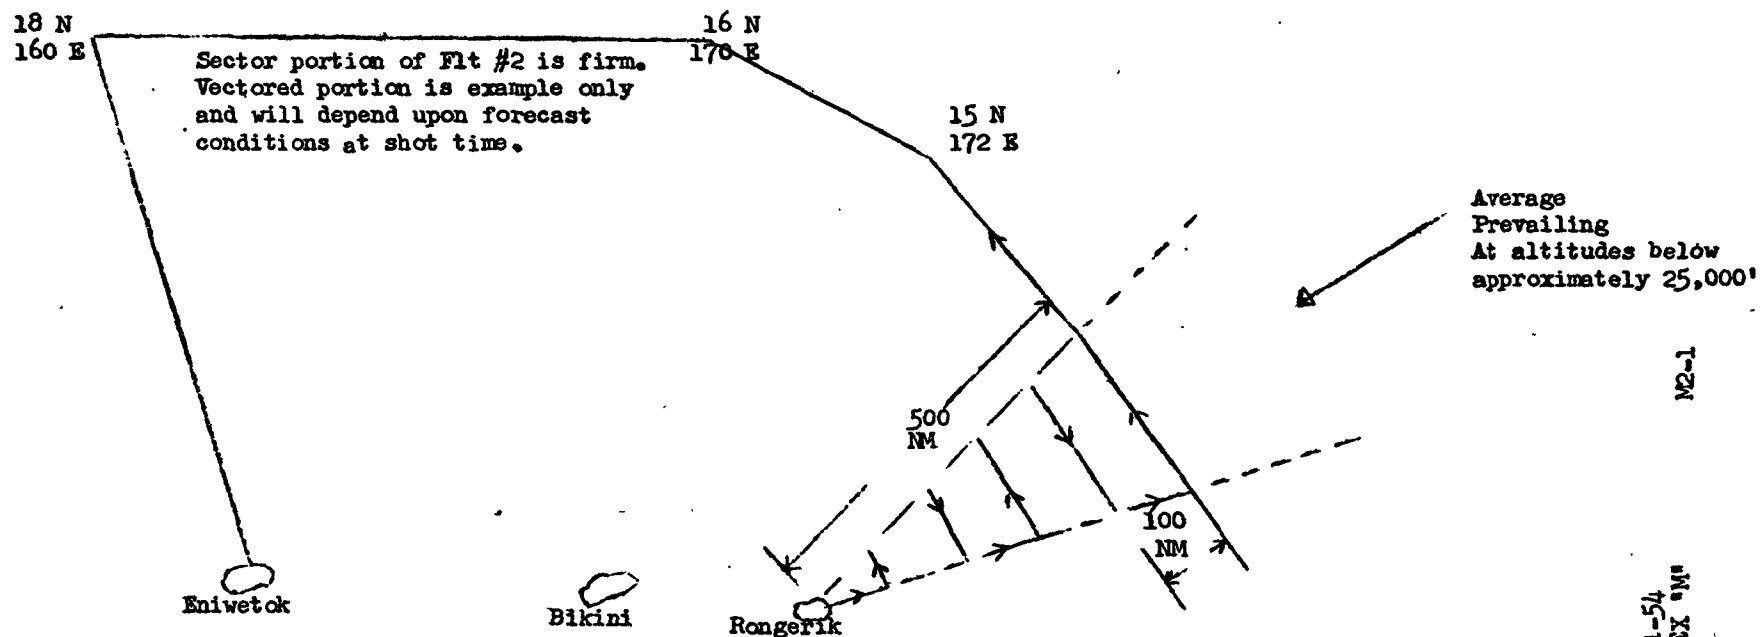 18 N
160 E
Sector portion of Flt #2 is firm.
Vectored portion is example only
and will depend upon forecast
conditions at shot time.
16 N
170 E
15 N
172 E
Average
Prevailing
At altitudes below
approximately 25,000'
500
NM
100
NM
Eniwetok
Bikini
Rongerik
M2-1
1-54
"M"